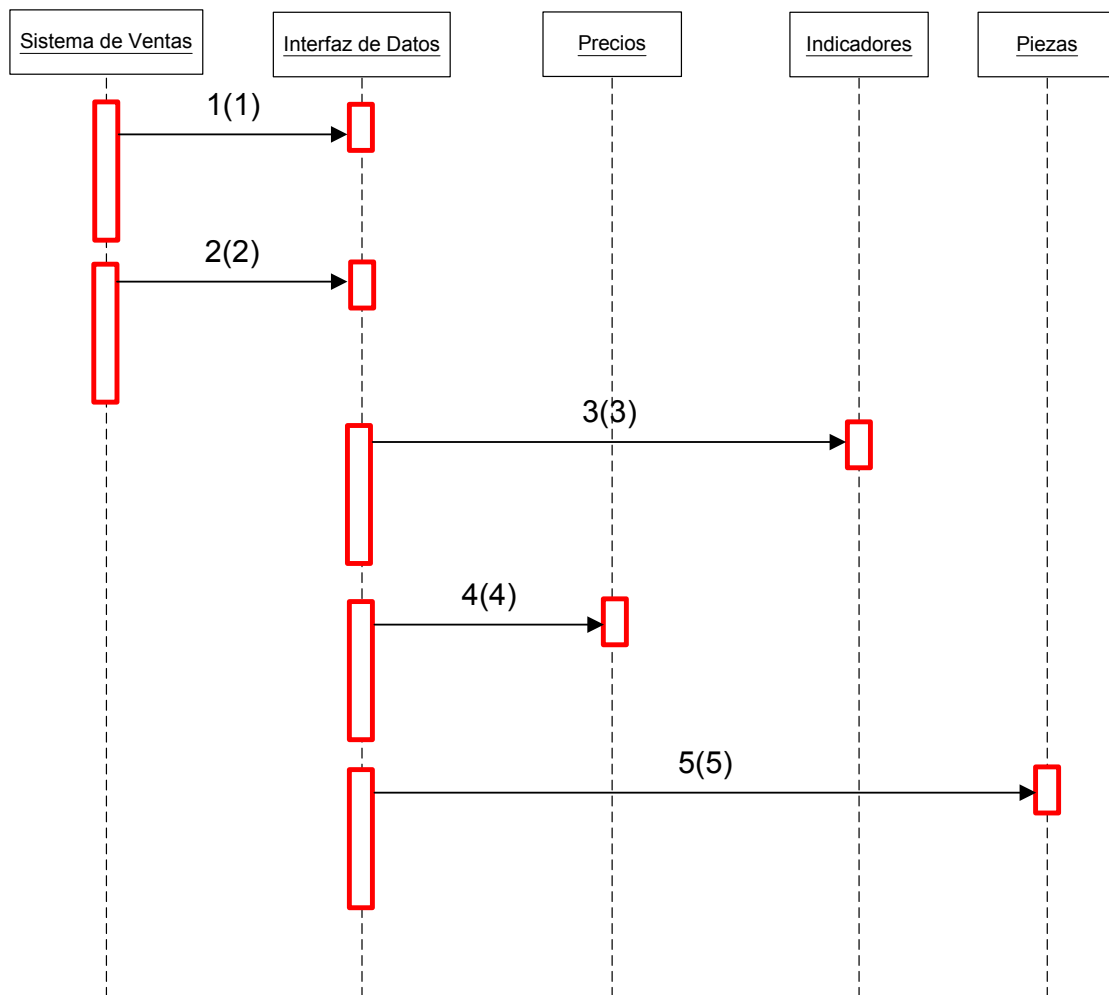 Sistema de Ventas
Interfaz de Datos
Precios
Indicadores
Piezas
1(1)
2(2)
3(3)
4(4)
5(5)